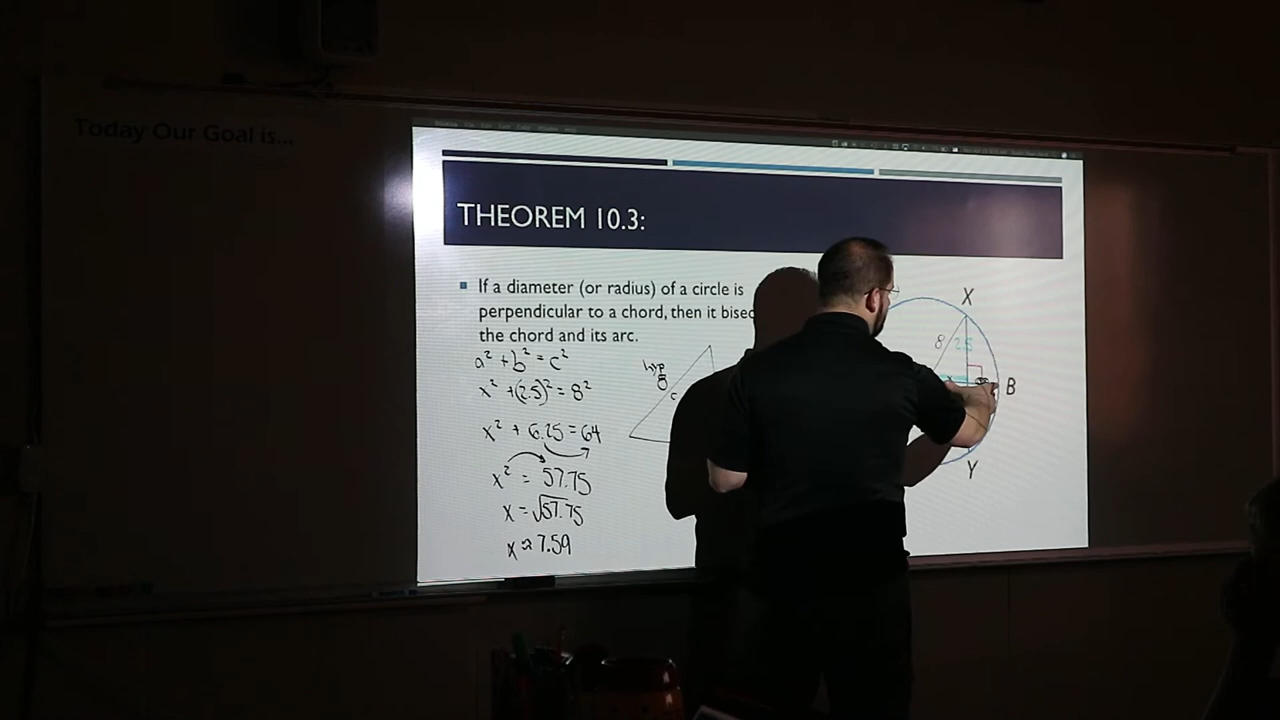 Today Our Goal is...
THEOREM 10.3:
If a diameter (or radius) of a circle is
perpendicular to a chord, then it
the chord and its arc.
a² + b² = c²
x² + (2.5)² = 8²
x² + 6.25 = 64
x² = 57.75
x = √57.75
x ≈ 7.59
hyp
8
c
X
8
2.5
B
Y